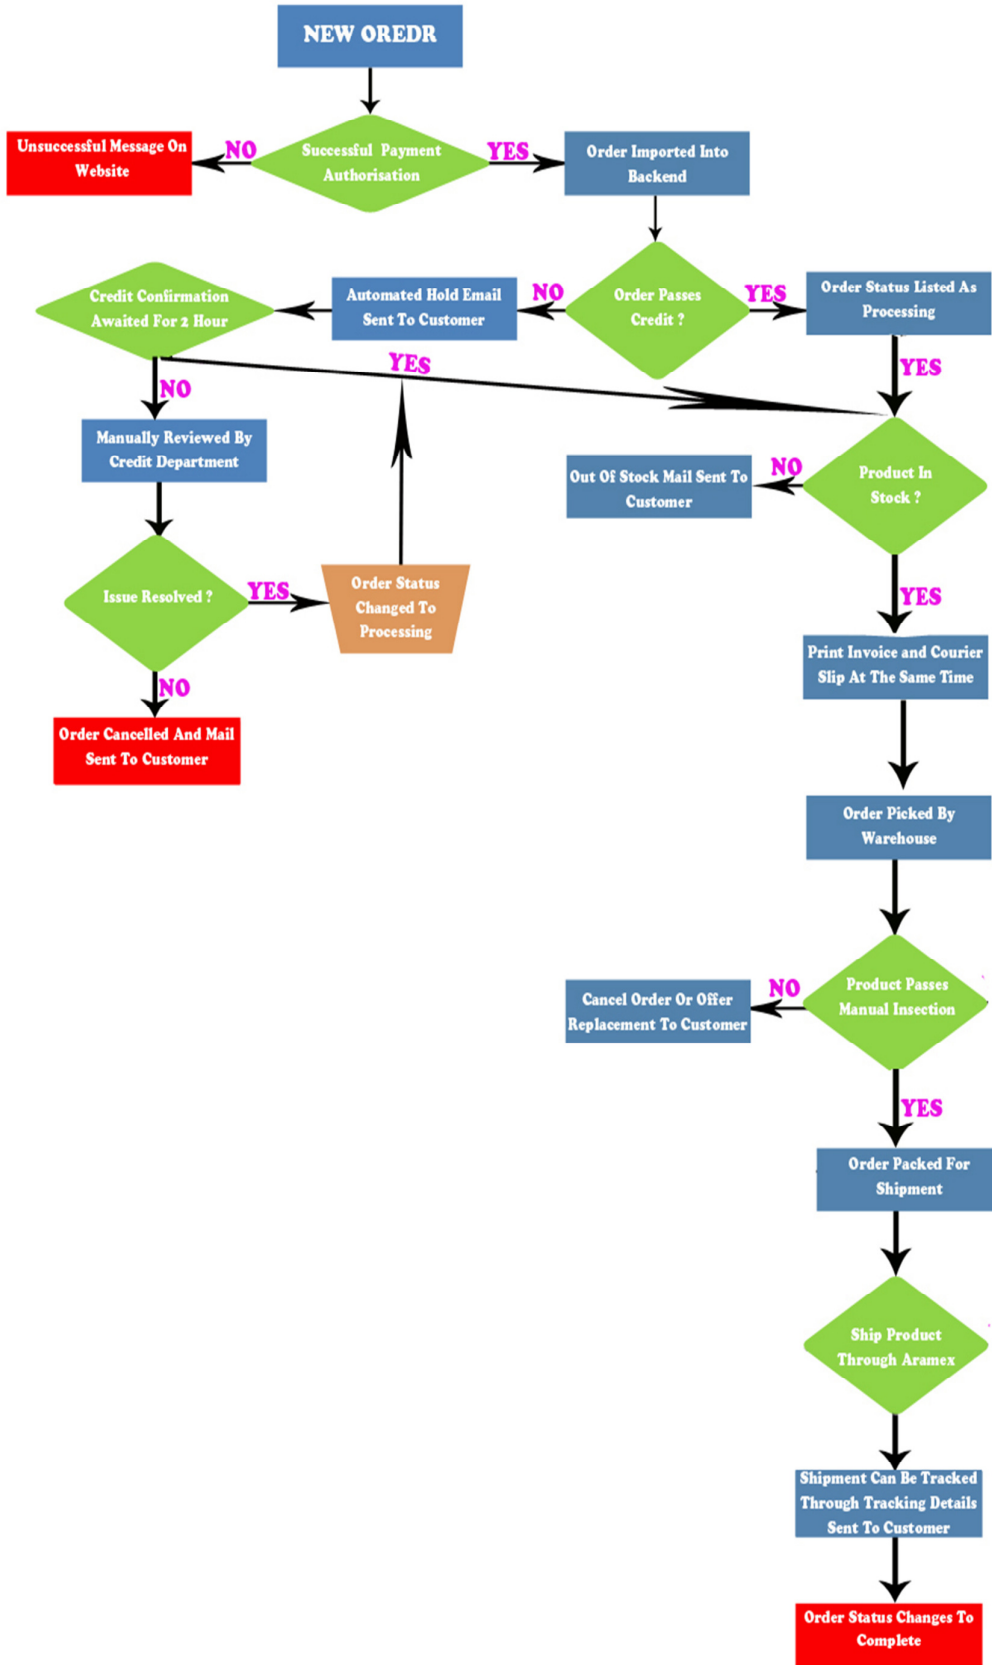 NEW OREDR
Unsuccessful Message On
Website
NO
Successful Payment
Authorisation
YES
Order Imported Into
Backend
Credit Confirmation
Awaited For 2 Hour
Automated Hold Email
Sent To Customer
NO
Order Passes
Credit ?
YES
Order Status Listed As
Processing
YES
YES
NO
Manually Reviewed By
Credit Department
Out Of Stock Mail Sent To
Customer
NO
Product In
Stock ?
Issue Resolved ?
YES
Order Status
Changed To
Processing
YES
NO
Print Invoice and Courier
Slip At The Same Time
Order Cancelled And Mail
Sent To Customer
Order Picked By
Warehouse
Cancel Order Or Offer
Replacement To Customer
NO
Product Passes
Manual Insection
YES
Order Packed For
Shipment
Ship Product
Through Aramex
Shipment Can Be Tracked
Through Tracking Details
Sent To Customer
Order Status Changes To
Complete